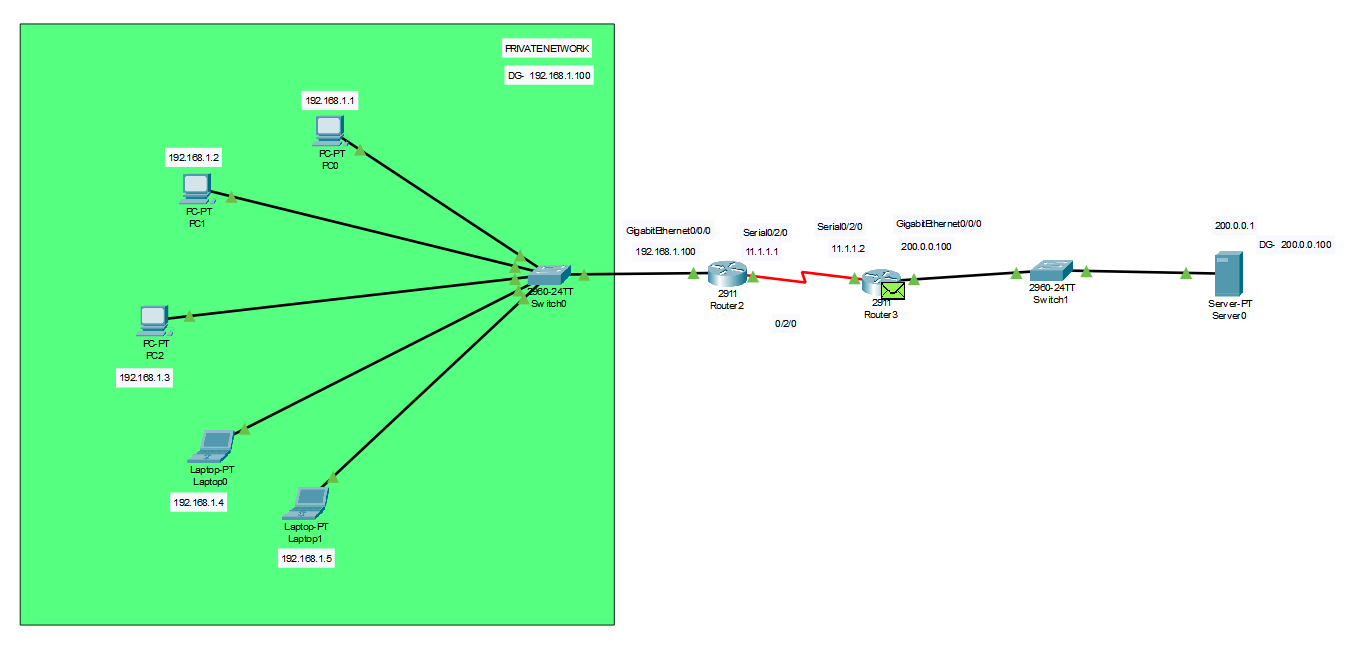 PRIVATE NETWORK
DG- 192.168.1.100
192.168.1.1
PC-PT
PC0
192.168.1.2
PC-PT
PC1
PC-PT
PC2
192.168.1.3
Laptop-PT
Laptop0
192.168.1.4
Laptop-PT
Laptop1
192.168.1.5
2960-24TT
Switch0
GigabitEthernet0/0/0
192.168.1.100
Serial0/2/0
11.1.1.1
2911
Router2
0/2/0
Serial0/2/0
11.1.1.2
GigabitEthernet0/0/0
200.0.0.100
2911
Router3
2960-24TT
Switch1
200.0.0.1
DG- 200.0.0.100
Server-PT
Server0